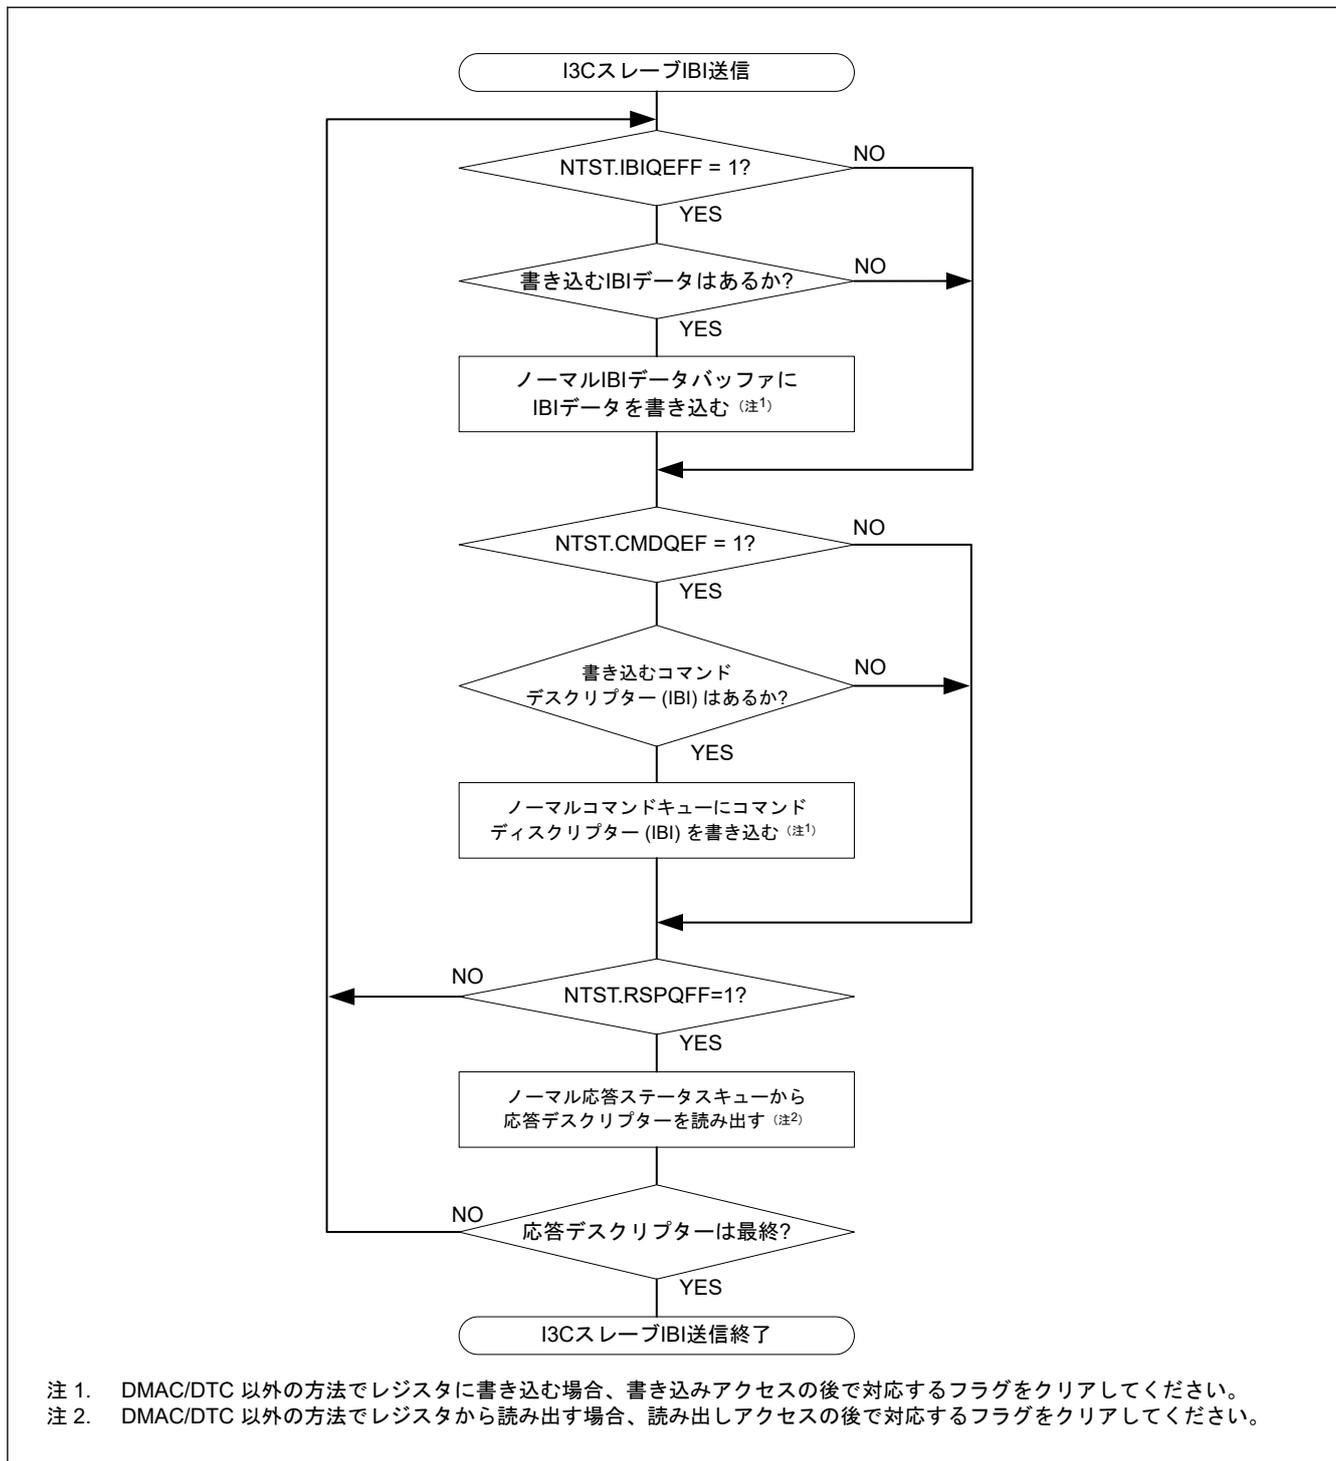 I3CスレーブIBI送信
NTST.IBIQEFF = 1?
NO
YES
書き込むIBIデータはあるか?
NO
YES
ノーマルIBIデータバッファに
IBIデータを書き込む（注1）
NTST.CMDQEF = 1?
NO
YES
書き込むコマンド
デスクリプター (IBI) はあるか?
NO
YES
ノーマルコマンドキューにコマンド
ディスクリプター (IBI) を書き込む（注1）
NO
NTST.RSPQFF=1?
YES
ノーマル応答ステータスキューから
応答デスクリプターを読み出す（注2）
NO
応答デスクリプターは最終?
YES
I3CスレーブIBI送信終了
注 1. DMAC/DTC 以外の方法でレジスタに書き込む場合、書き込みアクセスの後で対応するフラグをクリアしてください。
注 2. DMAC/DTC 以外の方法でレジスタから読み出す場合、読み出しアクセスの後で対応するフラグをクリアしてください。